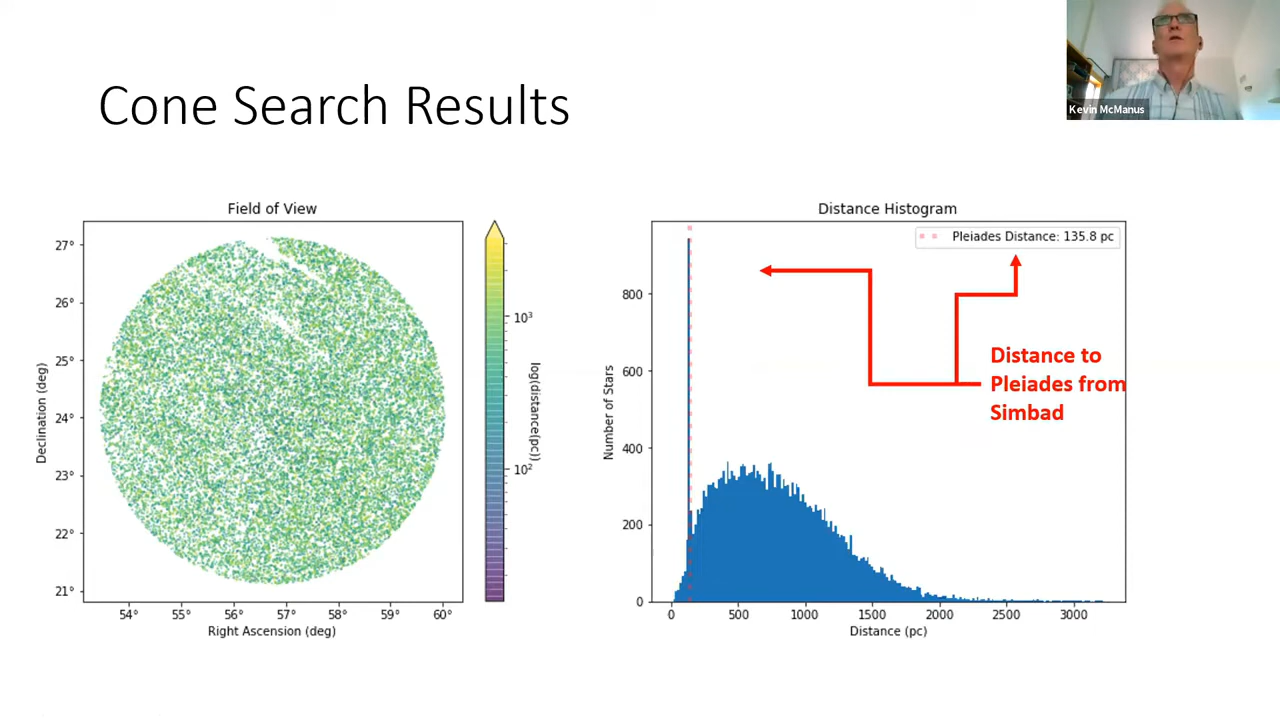 Kevin McManus
Cone Search Results
Field of View
27°
26°
25°
24°
23°
22°
21°
Declination (deg)
54°
55°
56°
57°
58°
59°
60°
Right Ascension (deg)
10³
10²
log(distance(pc))
Distance Histogram
Pleiades Distance: 135.8 pc
800
600
400
200
0
Number of Stars
0
500
1000
1500
2000
2500
3000
Distance (pc)
Distance to
Pleiades from
Simbad